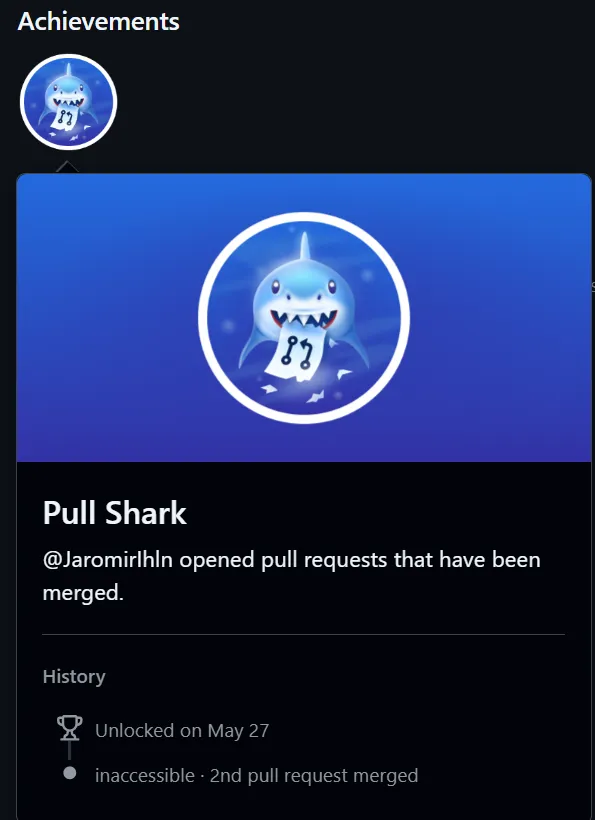 Achievements
Pull Shark
@JaromirIhln opened pull requests that have been
merged.
History
Unlocked on May 27
inaccessible · 2nd pull request merged